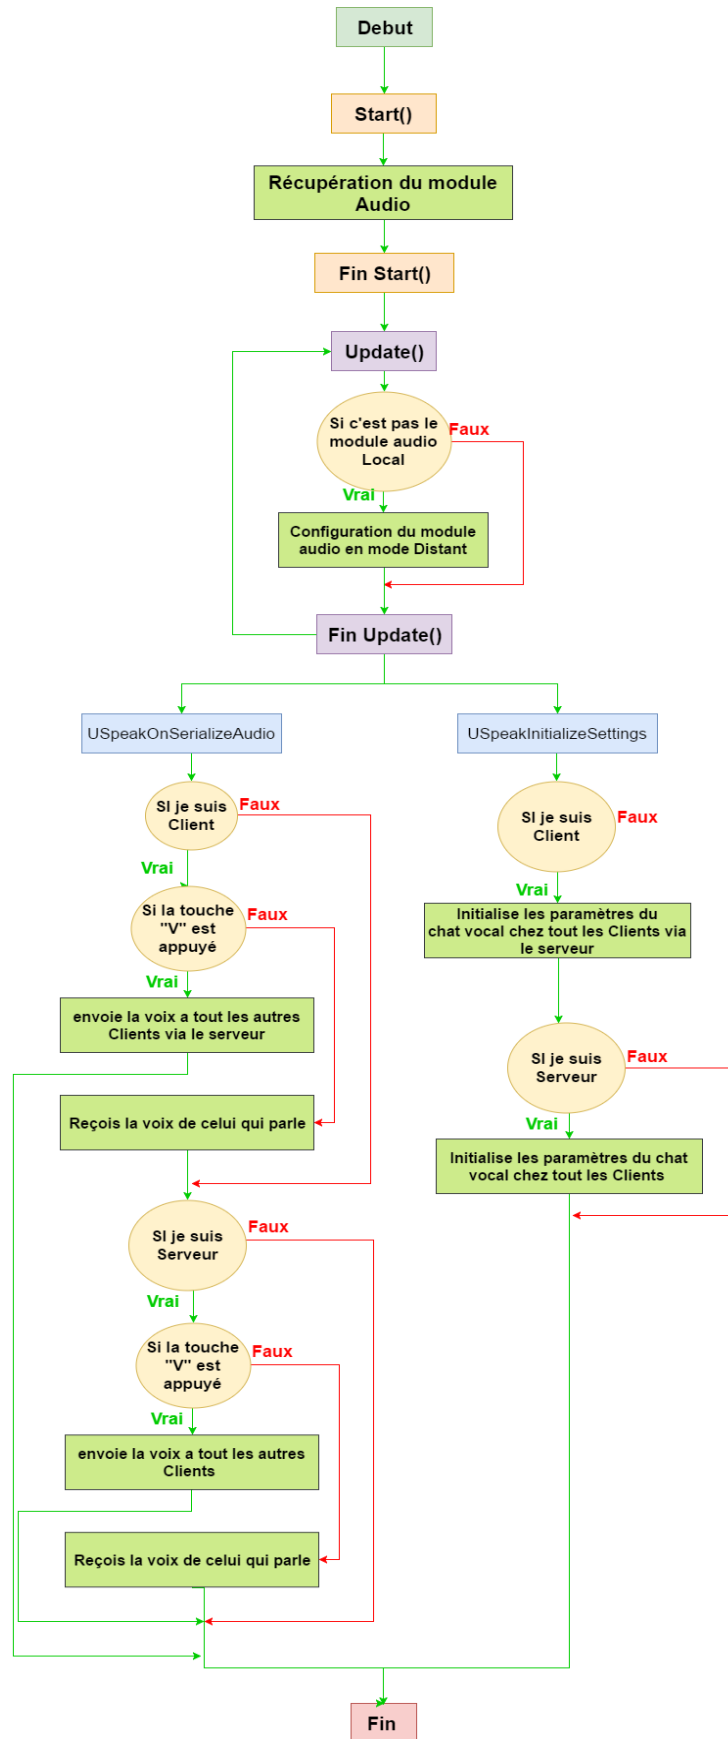 Debut
Start()
Récupération du module
Audio
Fin Start()
Update()
Si c'est pas le
module audio
Local
Faux
Vrai
Configuration du module
audio en mode Distant
Fin Update()
USpeakOnSerializeAudio
SI je suis
Client
Faux
Vrai
Si la touche
"V" est
appuyé
Faux
Vrai
envoie la voix a tout les autres
Clients via le serveur
Reçois la voix de celui qui parle
SI je suis
Serveur
Faux
Vrai
Si la touche
"V" est
appuyé
Faux
Vrai
envoie la voix a tout les autres
Clients
Reçois la voix de celui qui parle
USpeakInitializeSettings
SI je suis
Client
Faux
Vrai
Initialise les paramètres du
chat vocal chez tout les Clients via
le serveur
SI je suis
Serveur
Faux
Vrai
Initialise les paramètres du chat
vocal chez tout les Clients
Fin